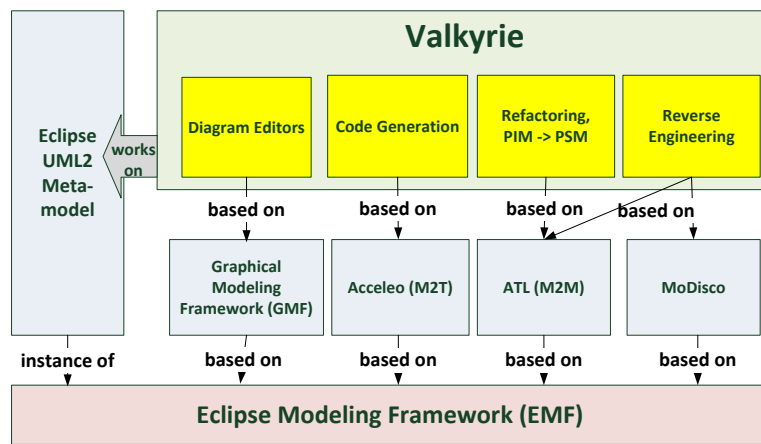 Valkyrie
Eclipse
UML2
Meta-
model
works
on
Diagram Editors
Code Generation
Refactoring,
PIM -> PSM
Reverse
Engineering
based on
based on
based on
based on
Graphical
Modeling
Framework (GMF)
Acceleo (M2T)
ATL (M2M)
MoDisco
instance of
based on
based on
based on
based on
Eclipse Modeling Framework (EMF)